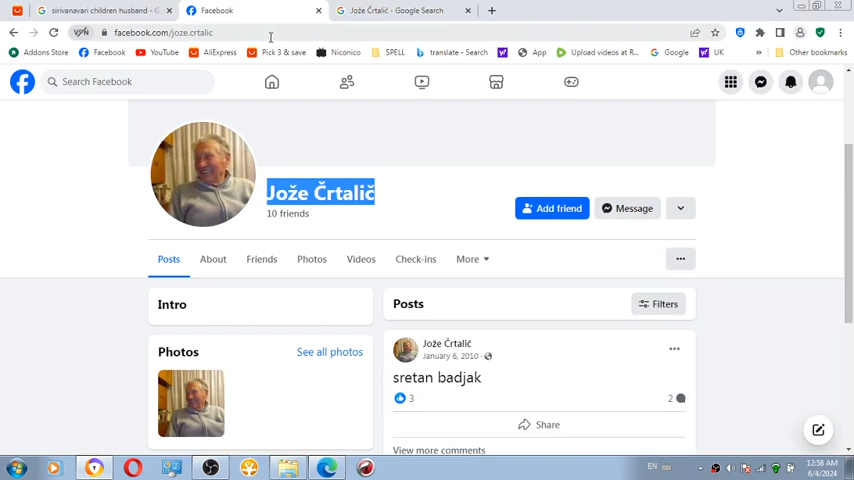 sirivanavari children husband - G
Facebook
Jože Črtalič - Google Search
facebook.com/joze.crtalic
Addons Store
Facebook
YouTube
AliExpress
Pick 3 & save
Niconico
SPELL
translate - Search
App
Upload videos at R...
Google
UK
Other bookmarks
Search Facebook
Jože Črtalič
10 friends
Add friend
Message
Posts
About
Friends
Photos
Videos
Check-ins
More
Intro
Posts
Filters
Photos
See all photos
Jože Črtalič
January 6, 2010 ·
sretan badjak
3
2
Share
View more comments
EN
12:58 AM
6/4/2024